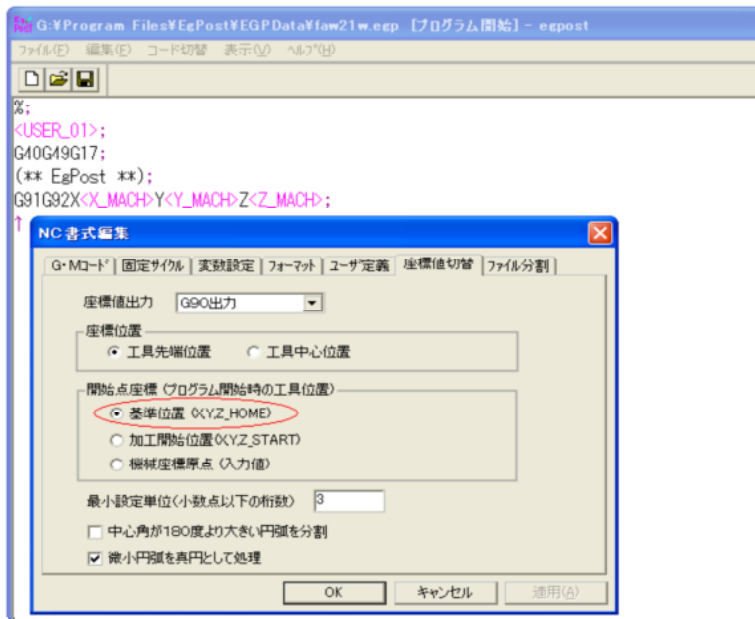 G:¥Program Files¥EgPost¥EGPData¥faw21w.egp [プログラム開始] - egpost
ファイル(F) 編集(E) コード切替 表示(V) ヘルプ(H)
%;
<USER_01>;
G40G49G17;
(** EgPost **);
G91G92X<X_MACH>Y<Y_MACH>Z<Z_MACH>;
↑
NC書式編集
G・Mコード 固定サイクル 変数設定 フォーマット ユーザ定義 座標値切替 ファイル分割
座標値出力 G90出力
座標位置
工具先端位置 工具中心位置
開始点座標 (プログラム開始時の工具位置)
基準位置 (X,Y,Z_HOME)
加工開始位置(X,Y,Z_START)
機械座標原点 (入力値)
最小設定単位(小数点以下の桁数) 3
中心角が180度より大きい円弧を分割
微小円弧を真円として処理
OK キャンセル 適用(A)